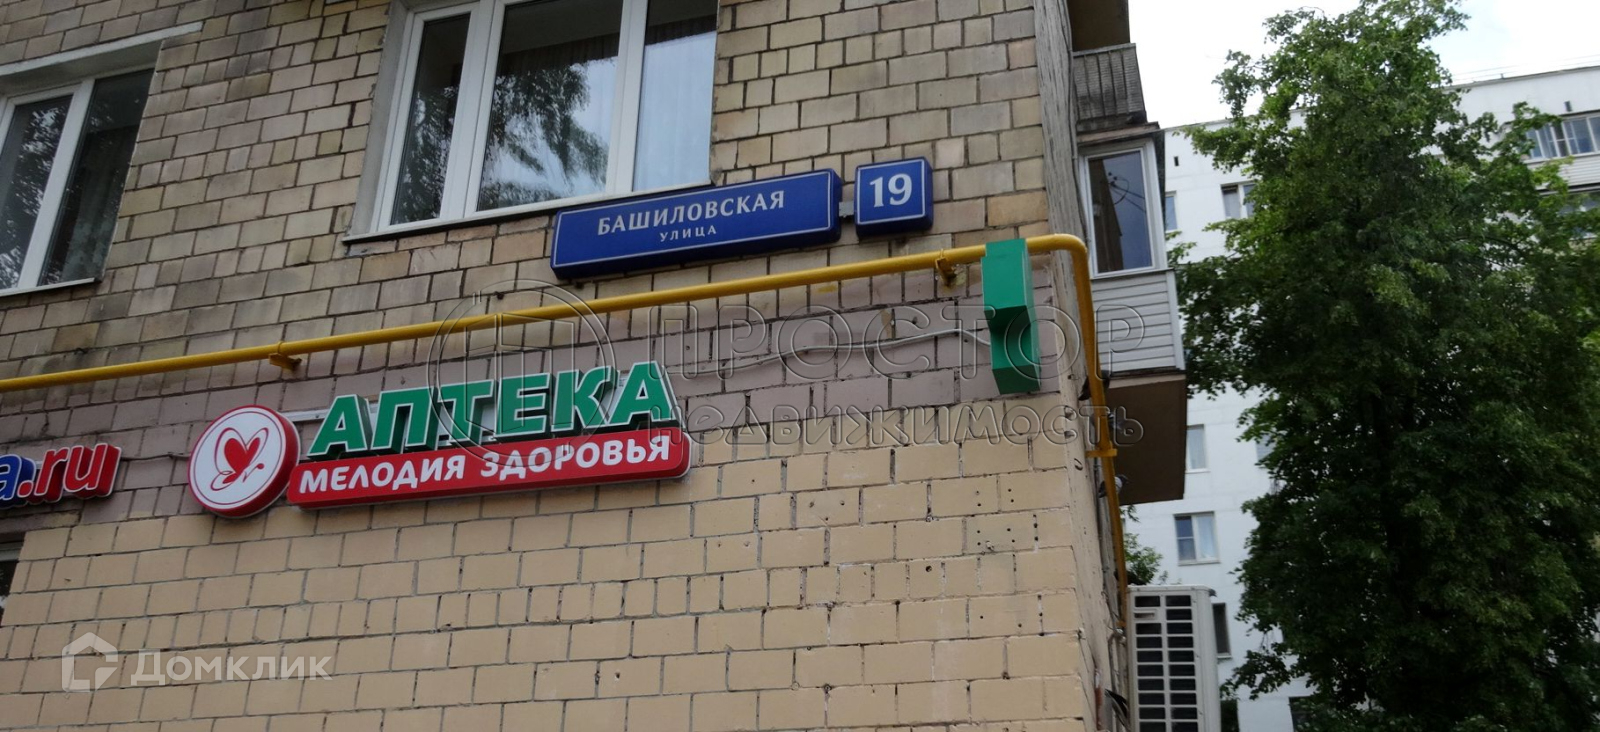 БАШИЛОВСКАЯ
УЛИЦА
19
ПРОСТОР
недвижимость
АПТЕКА
МЕЛОДИЯ ЗДОРОВЬЯ
a.ru
Домклик